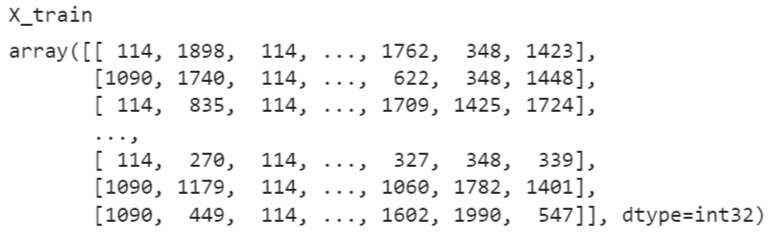 X_train
array([[ 114, 1898,  114, ..., 1762,  348, 1423],
       [1090, 1740,  114, ...,  622,  348, 1448],
       [ 114,  835,  114, ..., 1709, 1425, 1724],
       ...,
       [ 114,  270,  114, ...,  327,  348,  339],
       [1090, 1179,  114, ..., 1060, 1782, 1401],
       [1090,  449,  114, ..., 1602, 1990,  547]], dtype=int32)